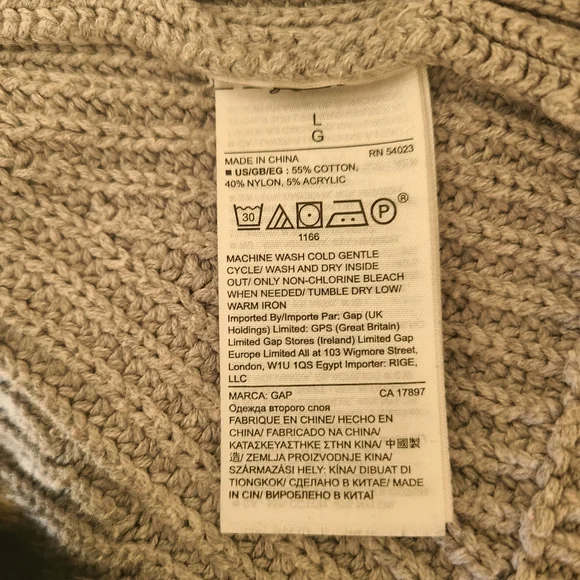 L
G
MADE IN CHINA RN 54023
■ US/GB/EG : 55% COTTON,
40% NYLON, 5% ACRYLIC
30 P ®
1166
MACHINE WASH COLD GENTLE
CYCLE/ WASH AND DRY INSIDE
OUT/ ONLY NON-CHLORINE BLEACH
WHEN NEEDED/ TUMBLE DRY LOW/
WARM IRON
Imported By/Importe Par: Gap (UK
Holdings) Limited: GPS (Great Britain)
Limited Gap Stores (Ireland) Limited Gap
Europe Limited All at 103 Wigmore Street,
London, W1U 1QS Egypt Importer: RIGE,
LLC
MARCA: GAP CA 17897
Одежда второго слоя
FABRIQUE EN CHINE/ HECHO EN
CHINA/ FABRICADO NA CHINA/
ΚΑΤΑΣΚΕΥΑΣΤΗΚΕ ΣΤΗΝ ΚΙΝΑ/ 中國製
造/ ZEMLJA PROIZVODNJE KINA/
SZÁRMAZÁSI HELY: KÍNA/ DIBUAT DI
TIONGKOK/ СДЕЛАНО В КИТАЕ/ MADE
IN CIN/ ВИРОБЛЕНО В КИТАЇ